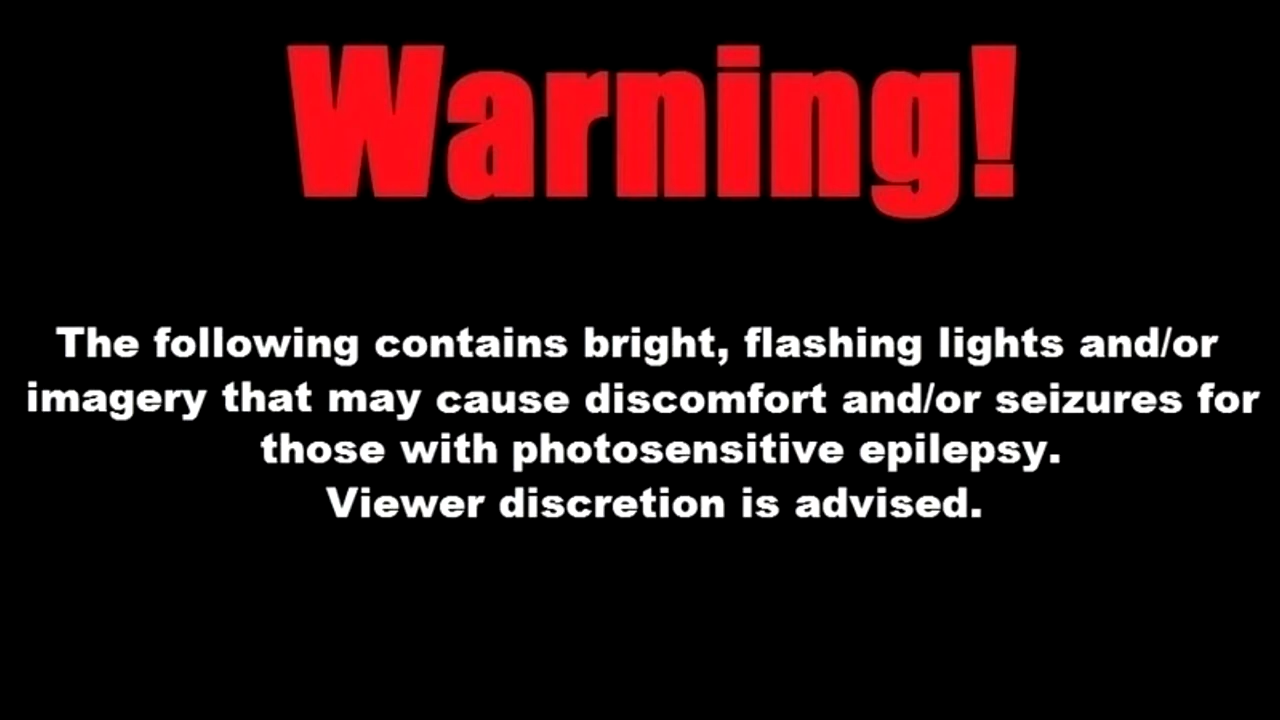 Warning!
The following contains bright, flashing lights and/or
imagery that may cause discomfort and/or seizures for
those with photosensitive epilepsy.
Viewer discretion is advised.